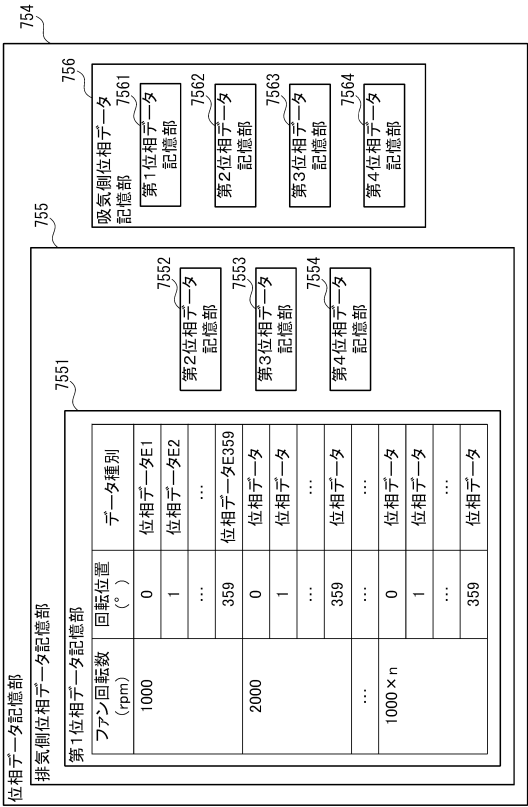 754
位相データ記憶部
755
排気側位相データ記憶部
7551
第1位相データ記憶部
ファン回転数 (rpm) 回転位置 (°) データ種別
1000 0 位相データE1
1 位相データE2
… …
359 位相データE359
2000 0 位相データ
1 位相データ
… …
359 位相データ
… … …
1000×n 0 位相データ
1 位相データ
… …
359 位相データ
7552
第2位相データ
記憶部
7553
第3位相データ
記憶部
7554
第4位相データ
記憶部
756
吸気側位相データ
記憶部
7561
第1位相データ
記憶部
7562
第2位相データ
記憶部
7563
第3位相データ
記憶部
7564
第4位相データ
記憶部